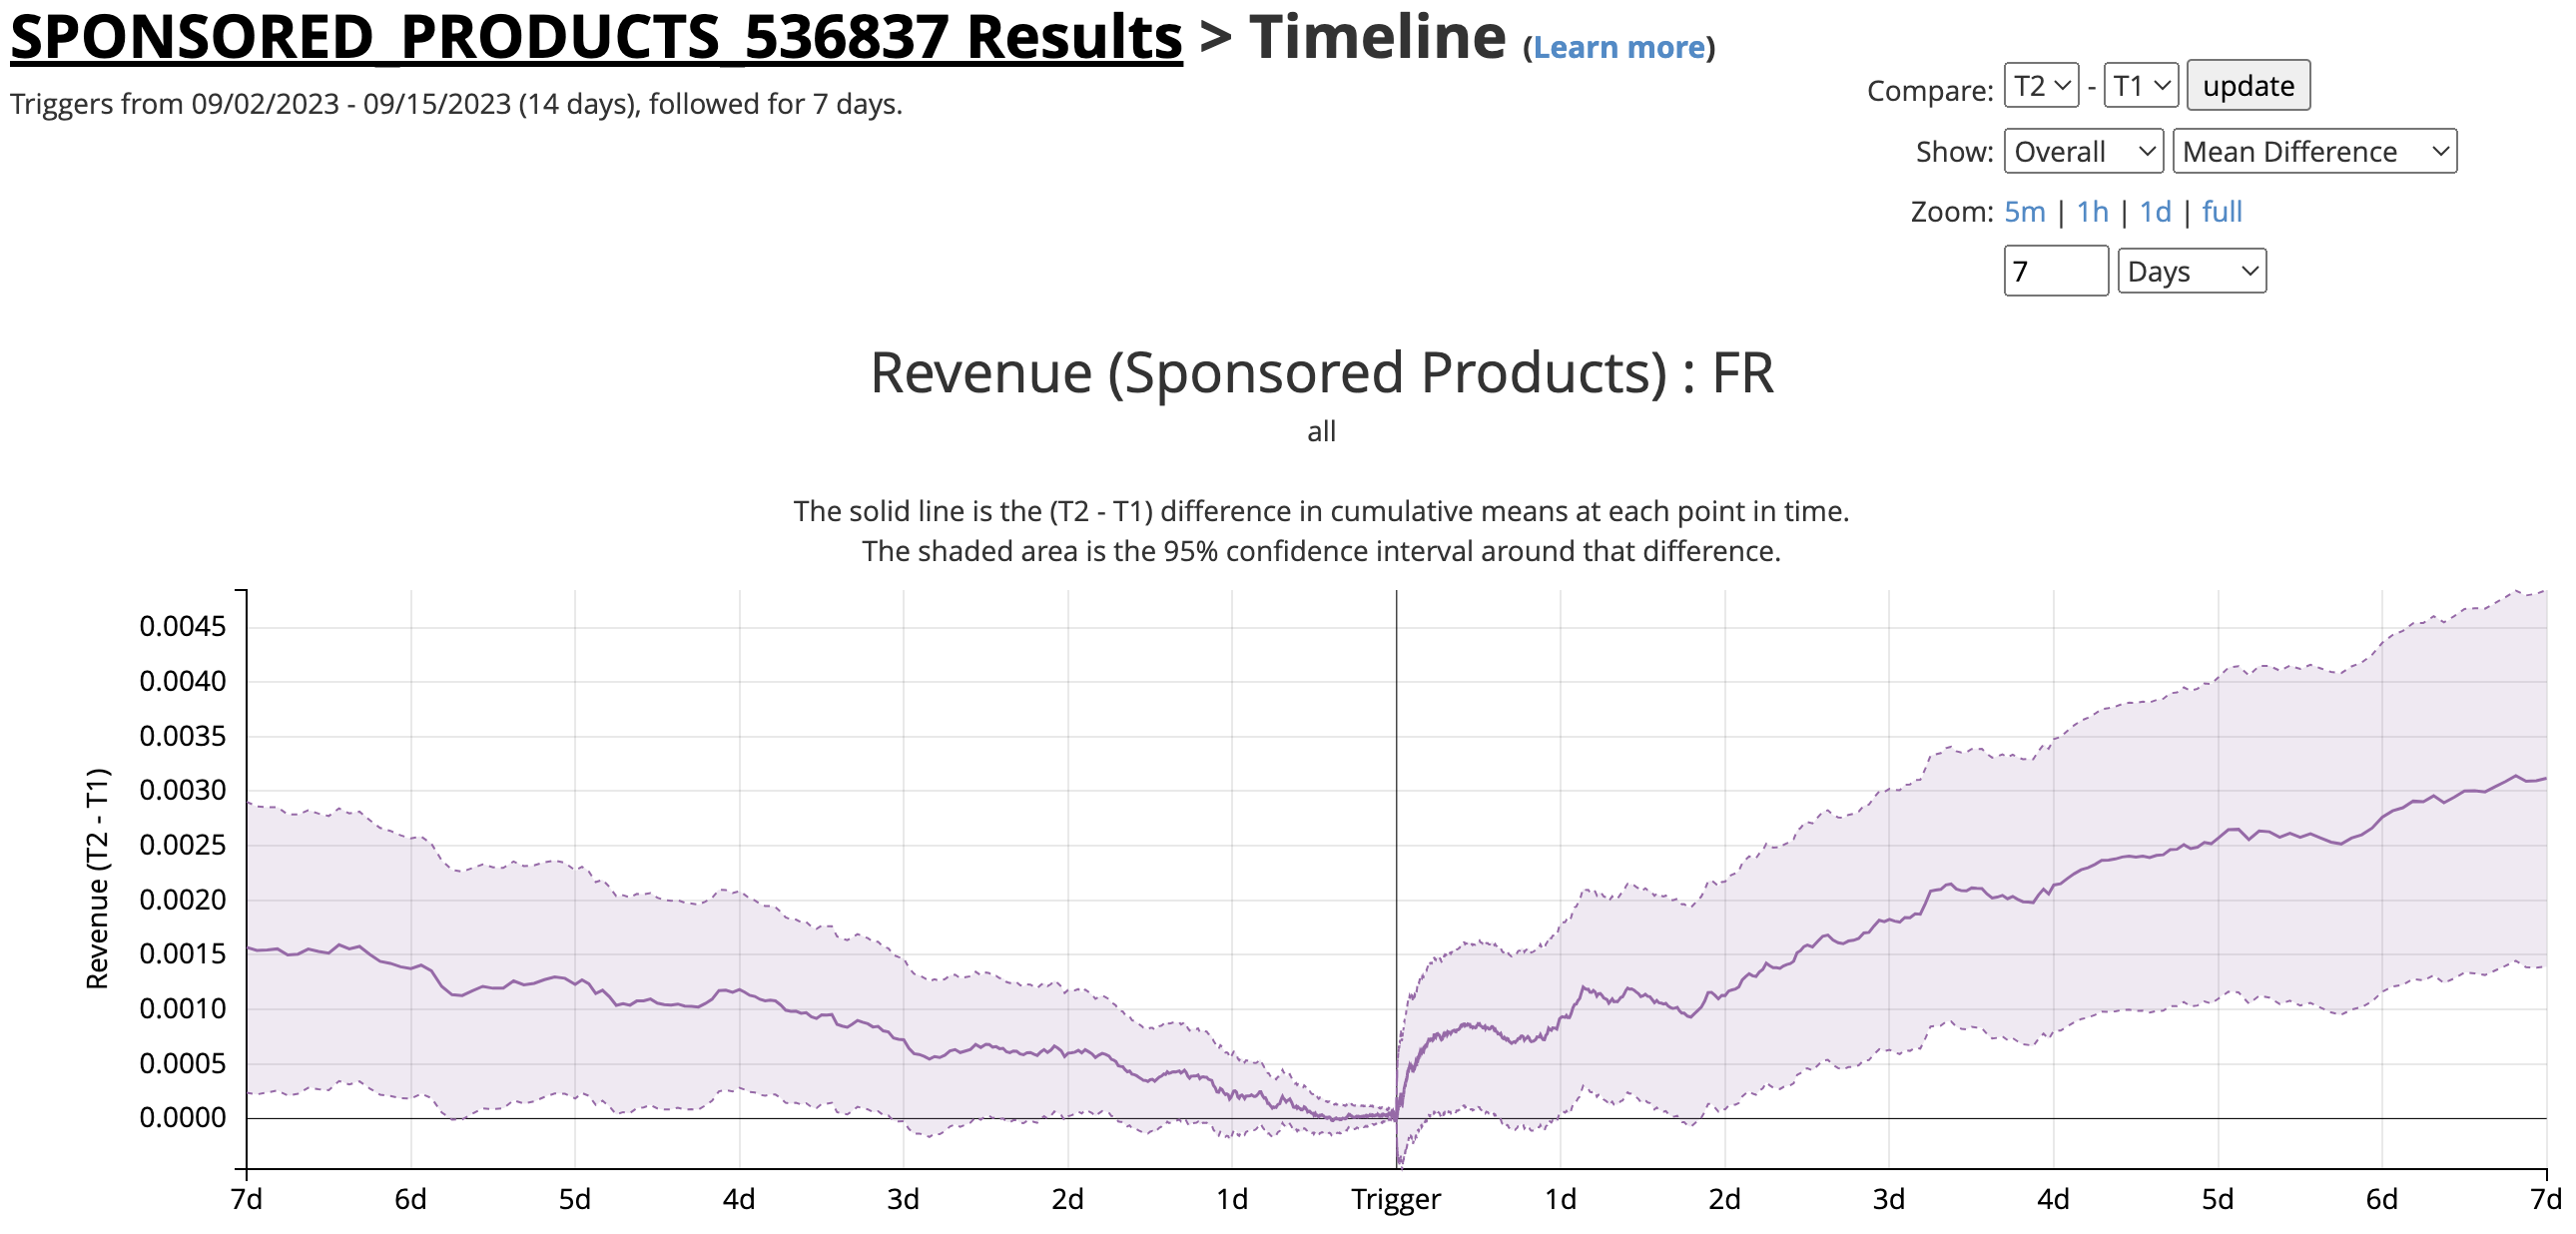 SPONSORED_PRODUCTS_536837 Results > Timeline (Learn more)
Triggers from 09/02/2023 - 09/15/2023 (14 days), followed for 7 days.
Compare: T2 - T1 update
Show: Overall Mean Difference
Zoom: 5m | 1h | 1d | full
7 Days
Revenue (Sponsored Products) : FR
all
The solid line is the (T2 - T1) difference in cumulative means at each point in time.
The shaded area is the 95% confidence interval around that difference.
Revenue (T2 - T1)
0.0045
0.0040
0.0035
0.0030
0.0025
0.0020
0.0015
0.0010
0.0005
0.0000
7d 6d 5d 4d 3d 2d 1d Trigger 1d 2d 3d 4d 5d 6d 7d